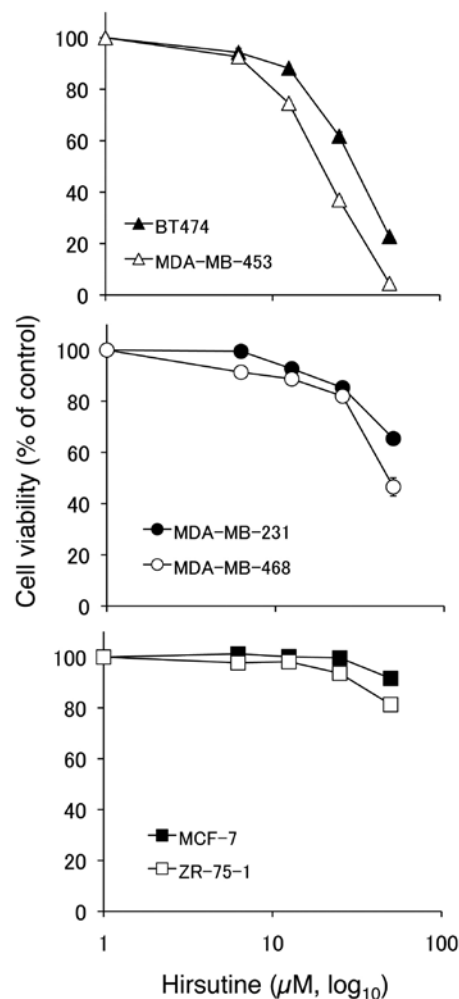 Cell viability (% of control)
100
80
60
40
20
0
BT474
MDA-MB-453
100
80
60
40
20
0
MDA-MB-231
MDA-MB-468
100
80
60
40
20
0
MCF-7
ZR-75-1
1 10 100
Hirsutine (µM, log₁₀)